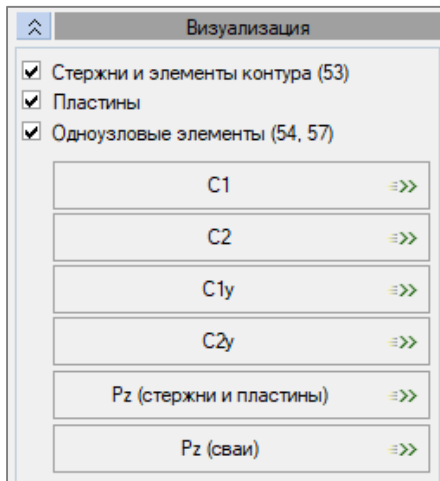 Визуализация
Стержни и элементы контура (53)
Пластины
Одноузловые элементы (54, 57)
C1
C2
C1y
C2y
Pz (стержни и пластины)
Pz (сваи)